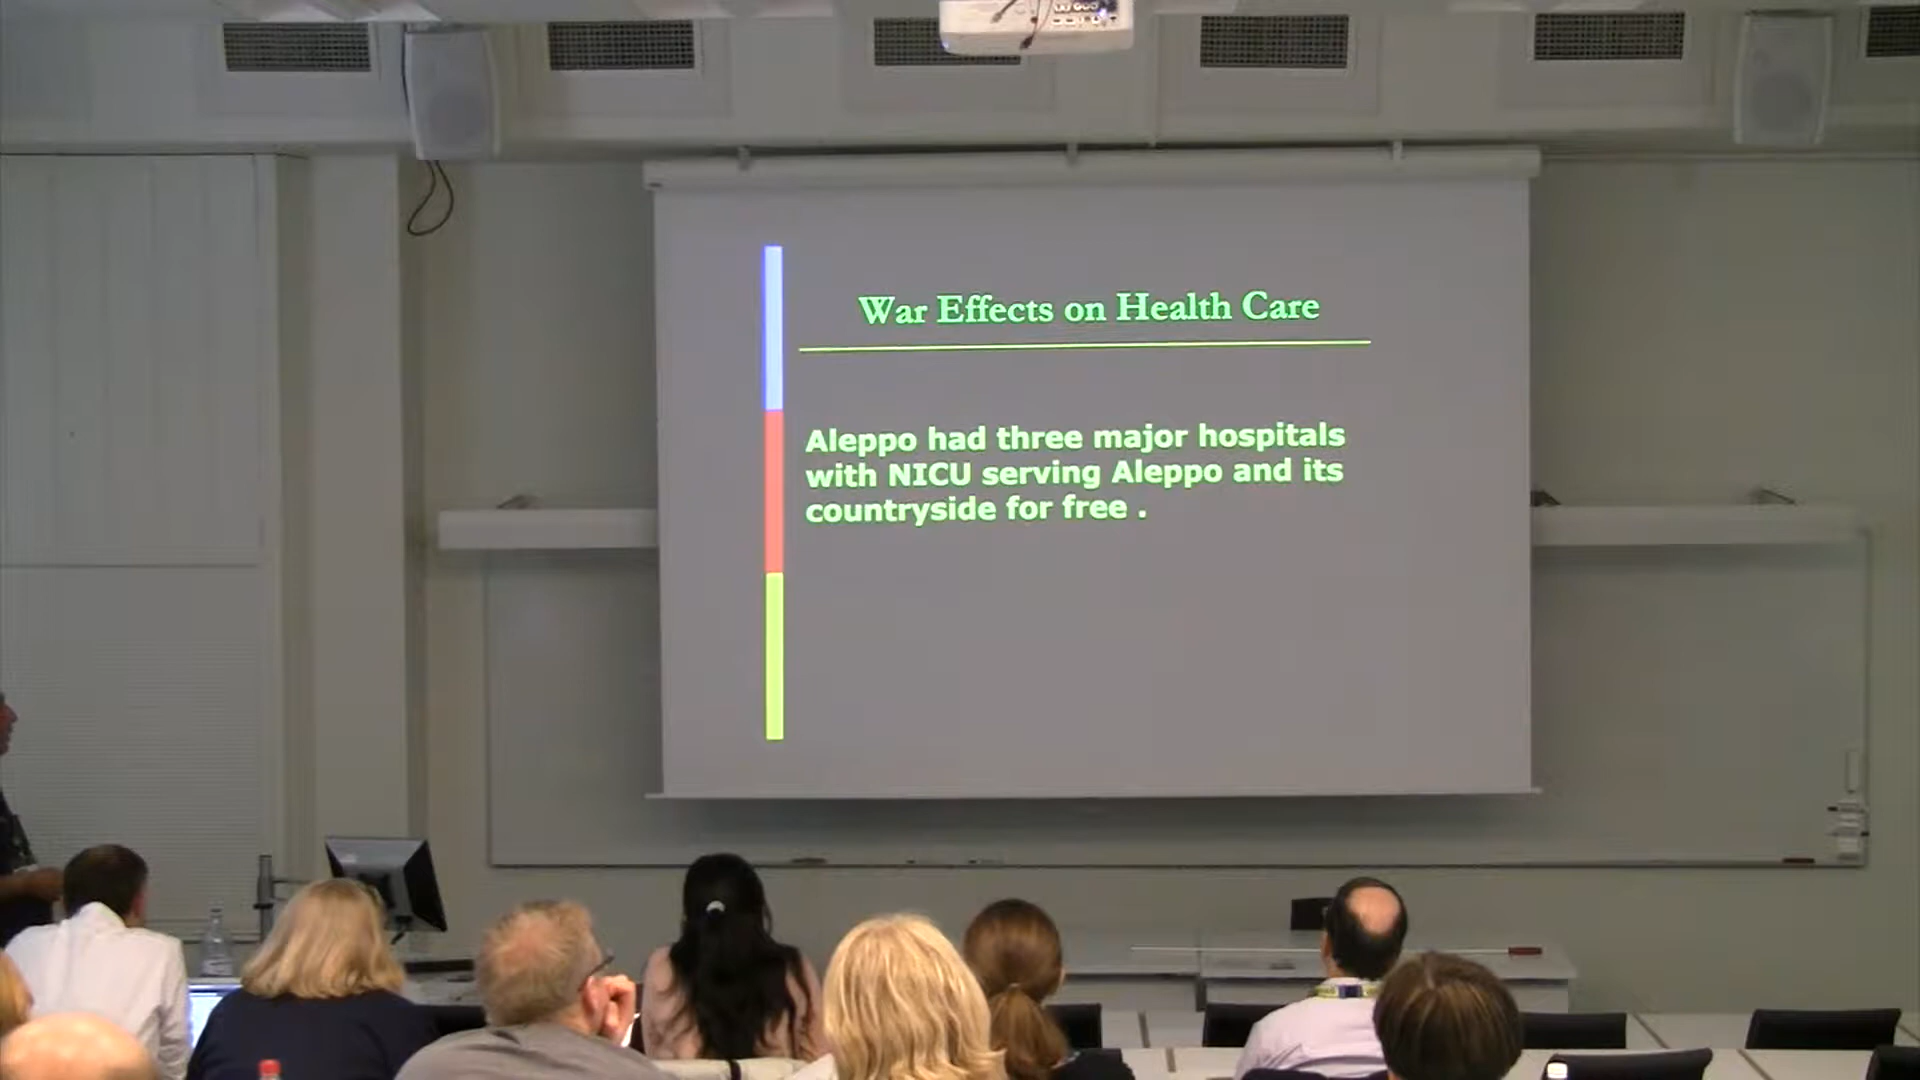 War Effects on Health Care
Aleppo had three major hospitals
with NICU serving Aleppo and its
countryside for free .